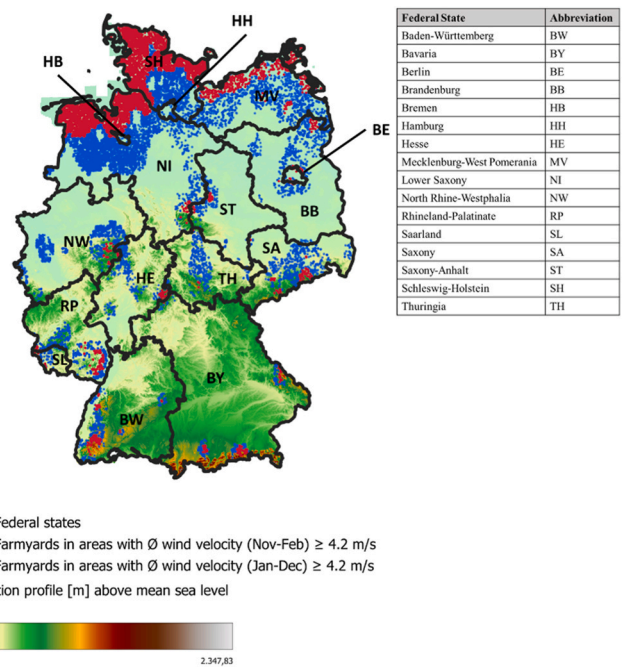 HH
HB
SH
MV
BE
NI
ST
BB
NW
SA
HE
TH
RP
SL
BY
BW
Federal State Abbreviation
Baden-Württemberg BW
Bavaria BY
Berlin BE
Brandenburg BB
Bremen HB
Hamburg HH
Hesse HE
Mecklenburg-West Pomerania MV
Lower Saxony NI
North Rhine-Westphalia NW
Rhineland-Palatinate RP
Saarland SL
Saxony SA
Saxony-Anhalt ST
Schleswig-Holstein SH
Thuringia TH
Federal states
Farmyards in areas with Ø wind velocity (Nov-Feb) ≥ 4.2 m/s
Farmyards in areas with Ø wind velocity (Jan-Dec) ≥ 4.2 m/s
tion profile [m] above mean sea level
2.347,83